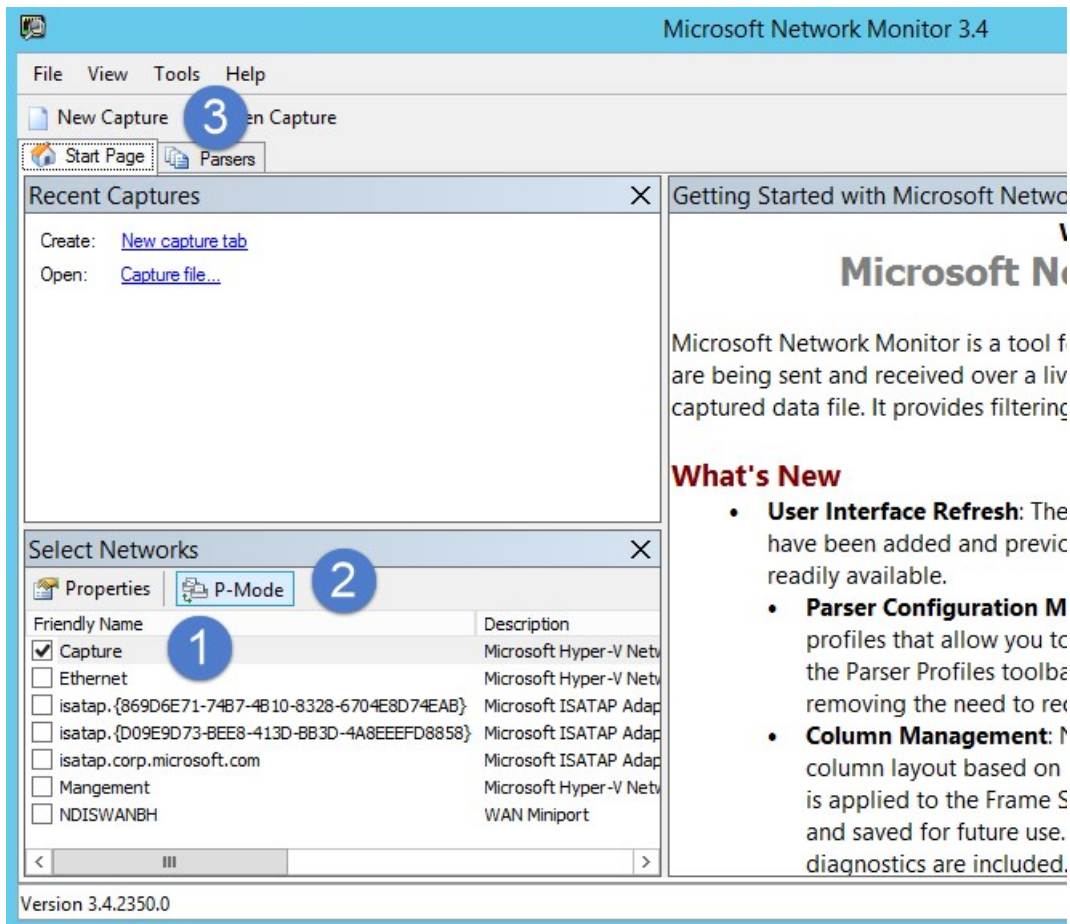 Microsoft Network Monitor 3.4
File View Tools Help
New Capture 3 en Capture
Start Page Parsers
Recent Captures
Create: New capture tab
Open: Capture file...
Select Networks
Properties P-Mode 2
Friendly Name Description
1
Capture Microsoft Hyper-V Netw
Ethernet Microsoft Hyper-V Netw
isatap.{869D6E71-74B7-4B10-8328-6704E8D74EAB} Microsoft ISATAP Adap
isatap.{D09E9D73-BEE8-413D-BB3D-4A8EEEFD8858} Microsoft ISATAP Adap
isatap.corp.microsoft.com Microsoft ISATAP Adap
Mangement Microsoft Hyper-V Netw
NDISWANBH WAN Miniport
Getting Started with Microsoft Netwo
Microsoft Ne
Microsoft Network Monitor is a tool f
are being sent and received over a liv
captured data file. It provides filtering
What's New
• User Interface Refresh: The
have been added and previo
readily available.
• Parser Configuration M
profiles that allow you to
the Parser Profiles toolba
removing the need to rec
• Column Management: N
column layout based on
is applied to the Frame S
and saved for future use.
diagnostics are included.
Version 3.4.2350.0